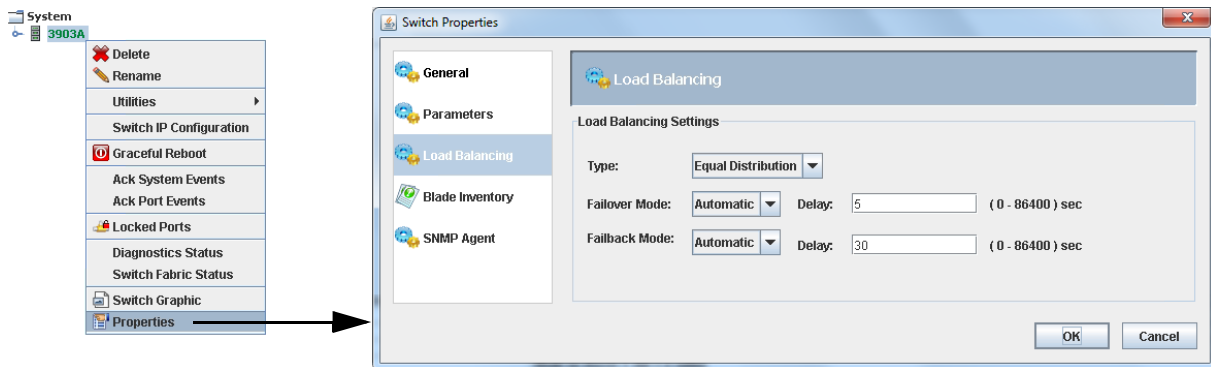 System
3903A
Delete
Rename
Utilities
Switch IP Configuration
Graceful Reboot
Ack System Events
Ack Port Events
Locked Ports
Diagnostics Status
Switch Fabric Status
Switch Graphic
Properties
Switch Properties
General
Parameters
Load Balancing
Blade Inventory
SNMP Agent
Load Balancing
Load Balancing Settings
Type: Equal Distribution
Failover Mode: Automatic Delay: 5 ( 0 - 86400 ) sec
Failback Mode: Automatic Delay: 30 ( 0 - 86400 ) sec
OK Cancel